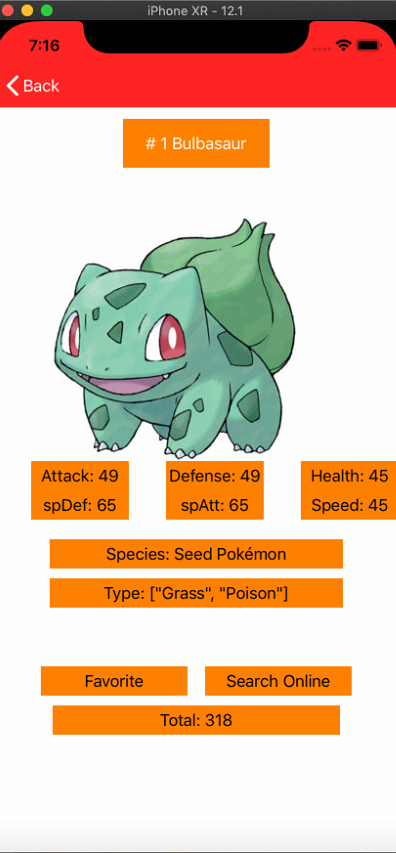 iPhone XR - 12.1
7:16
Back
# 1 Bulbasaur
Attack: 49 Defense: 49 Health: 45
spDef: 65 spAtt: 65 Speed: 45
Species: Seed Pokémon
Type: ["Grass", "Poison"]
Favorite Search Online
Total: 318